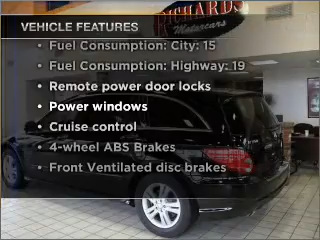 RICHARDS
Motorcars
VEHICLE FEATURES
• Fuel Consumption: City: 15
• Fuel Consumption: Highway: 19
• Remote power door locks
• Power windows
• Cruise control
• 4-wheel ABS Brakes
• Front Ventilated disc brakes